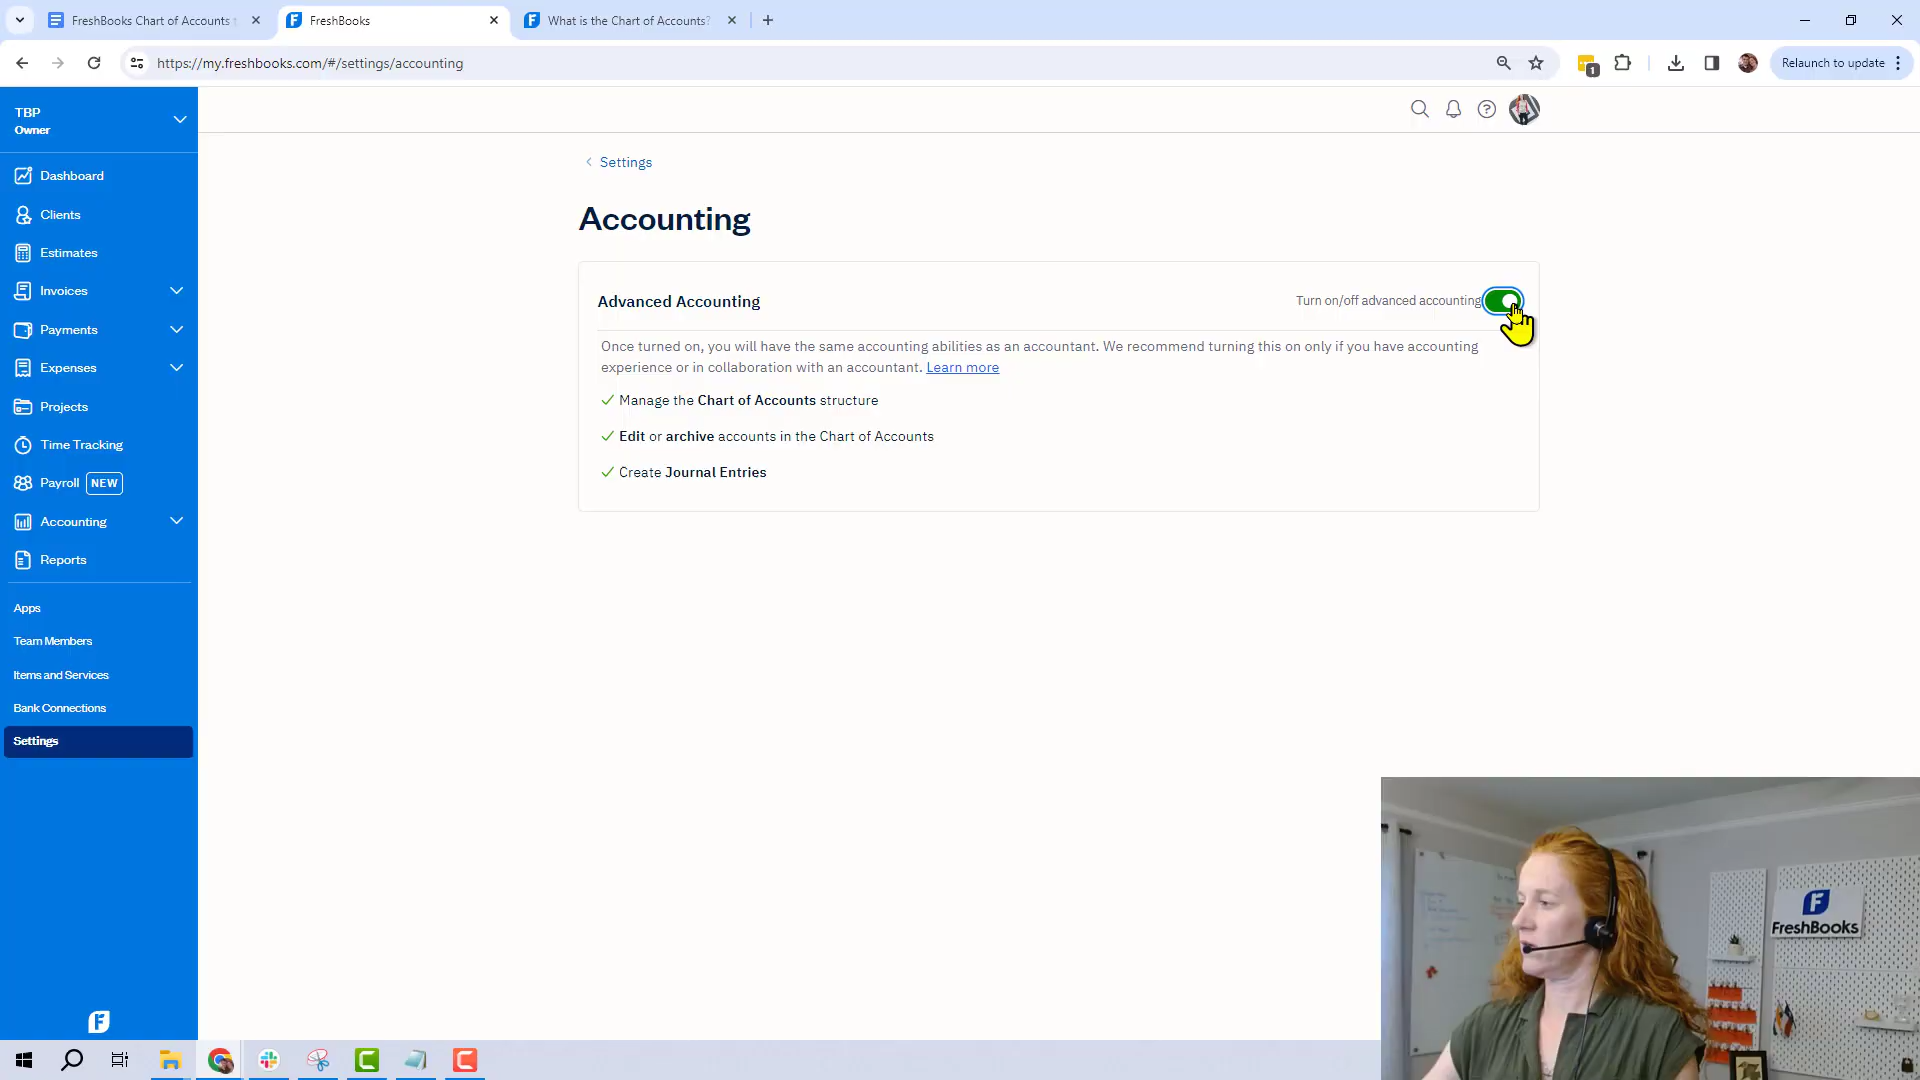 FreshBooks Chart of Accounts
FreshBooks
What is the Chart of Accounts?
https://my.freshbooks.com/#/settings/accounting
1
Relaunch to update
TBP
Owner
Dashboard
Clients
Estimates
Invoices
Payments
Expenses
Projects
Time Tracking
Payroll NEW
Accounting
Reports
Apps
Team Members
Items and Services
Bank Connections
Settings
Settings
Accounting
Advanced Accounting
Turn on/off advanced accounting
Once turned on, you will have the same accounting abilities as an accountant. We recommend turning this on only if you have accounting
experience or in collaboration with an accountant. Learn more
Manage the Chart of Accounts structure
Edit or archive accounts in the Chart of Accounts
Create Journal Entries
FreshBooks